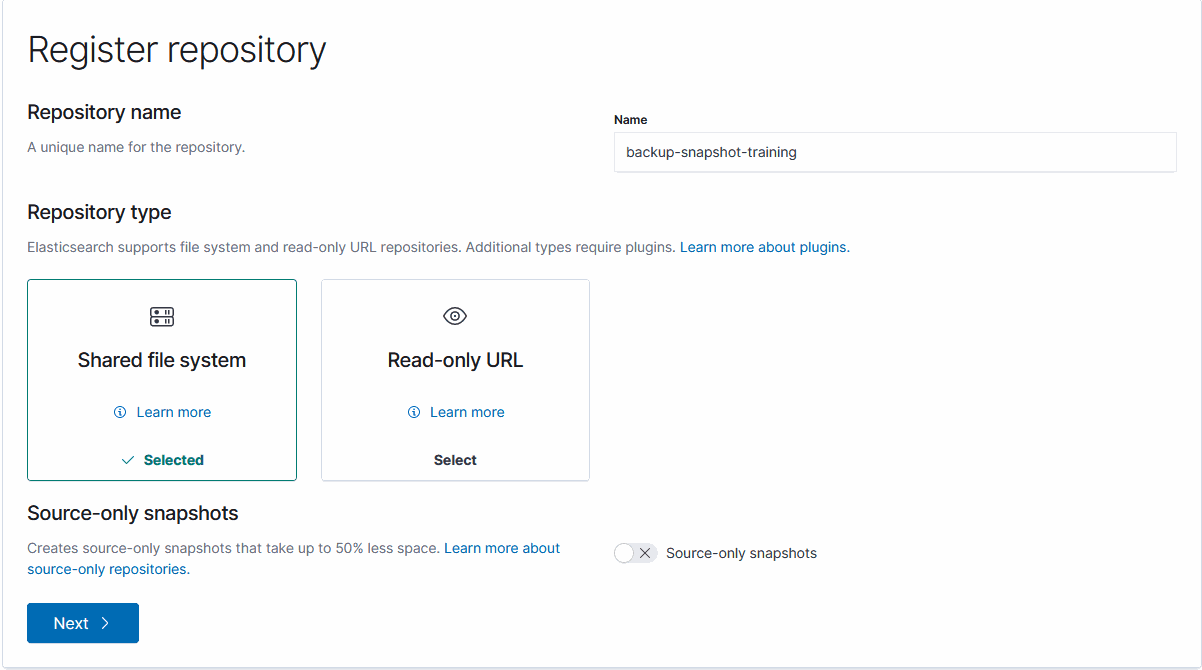 Register repository
Repository name
A unique name for the repository.
Name
backup-snapshot-training
Repository type
Elasticsearch supports file system and read-only URL repositories. Additional types require plugins. Learn more about plugins.
Shared file system
Learn more
Selected
Read-only URL
Learn more
Select
Source-only snapshots
Creates source-only snapshots that take up to 50% less space. Learn more about
source-only repositories.
Source-only snapshots
Next